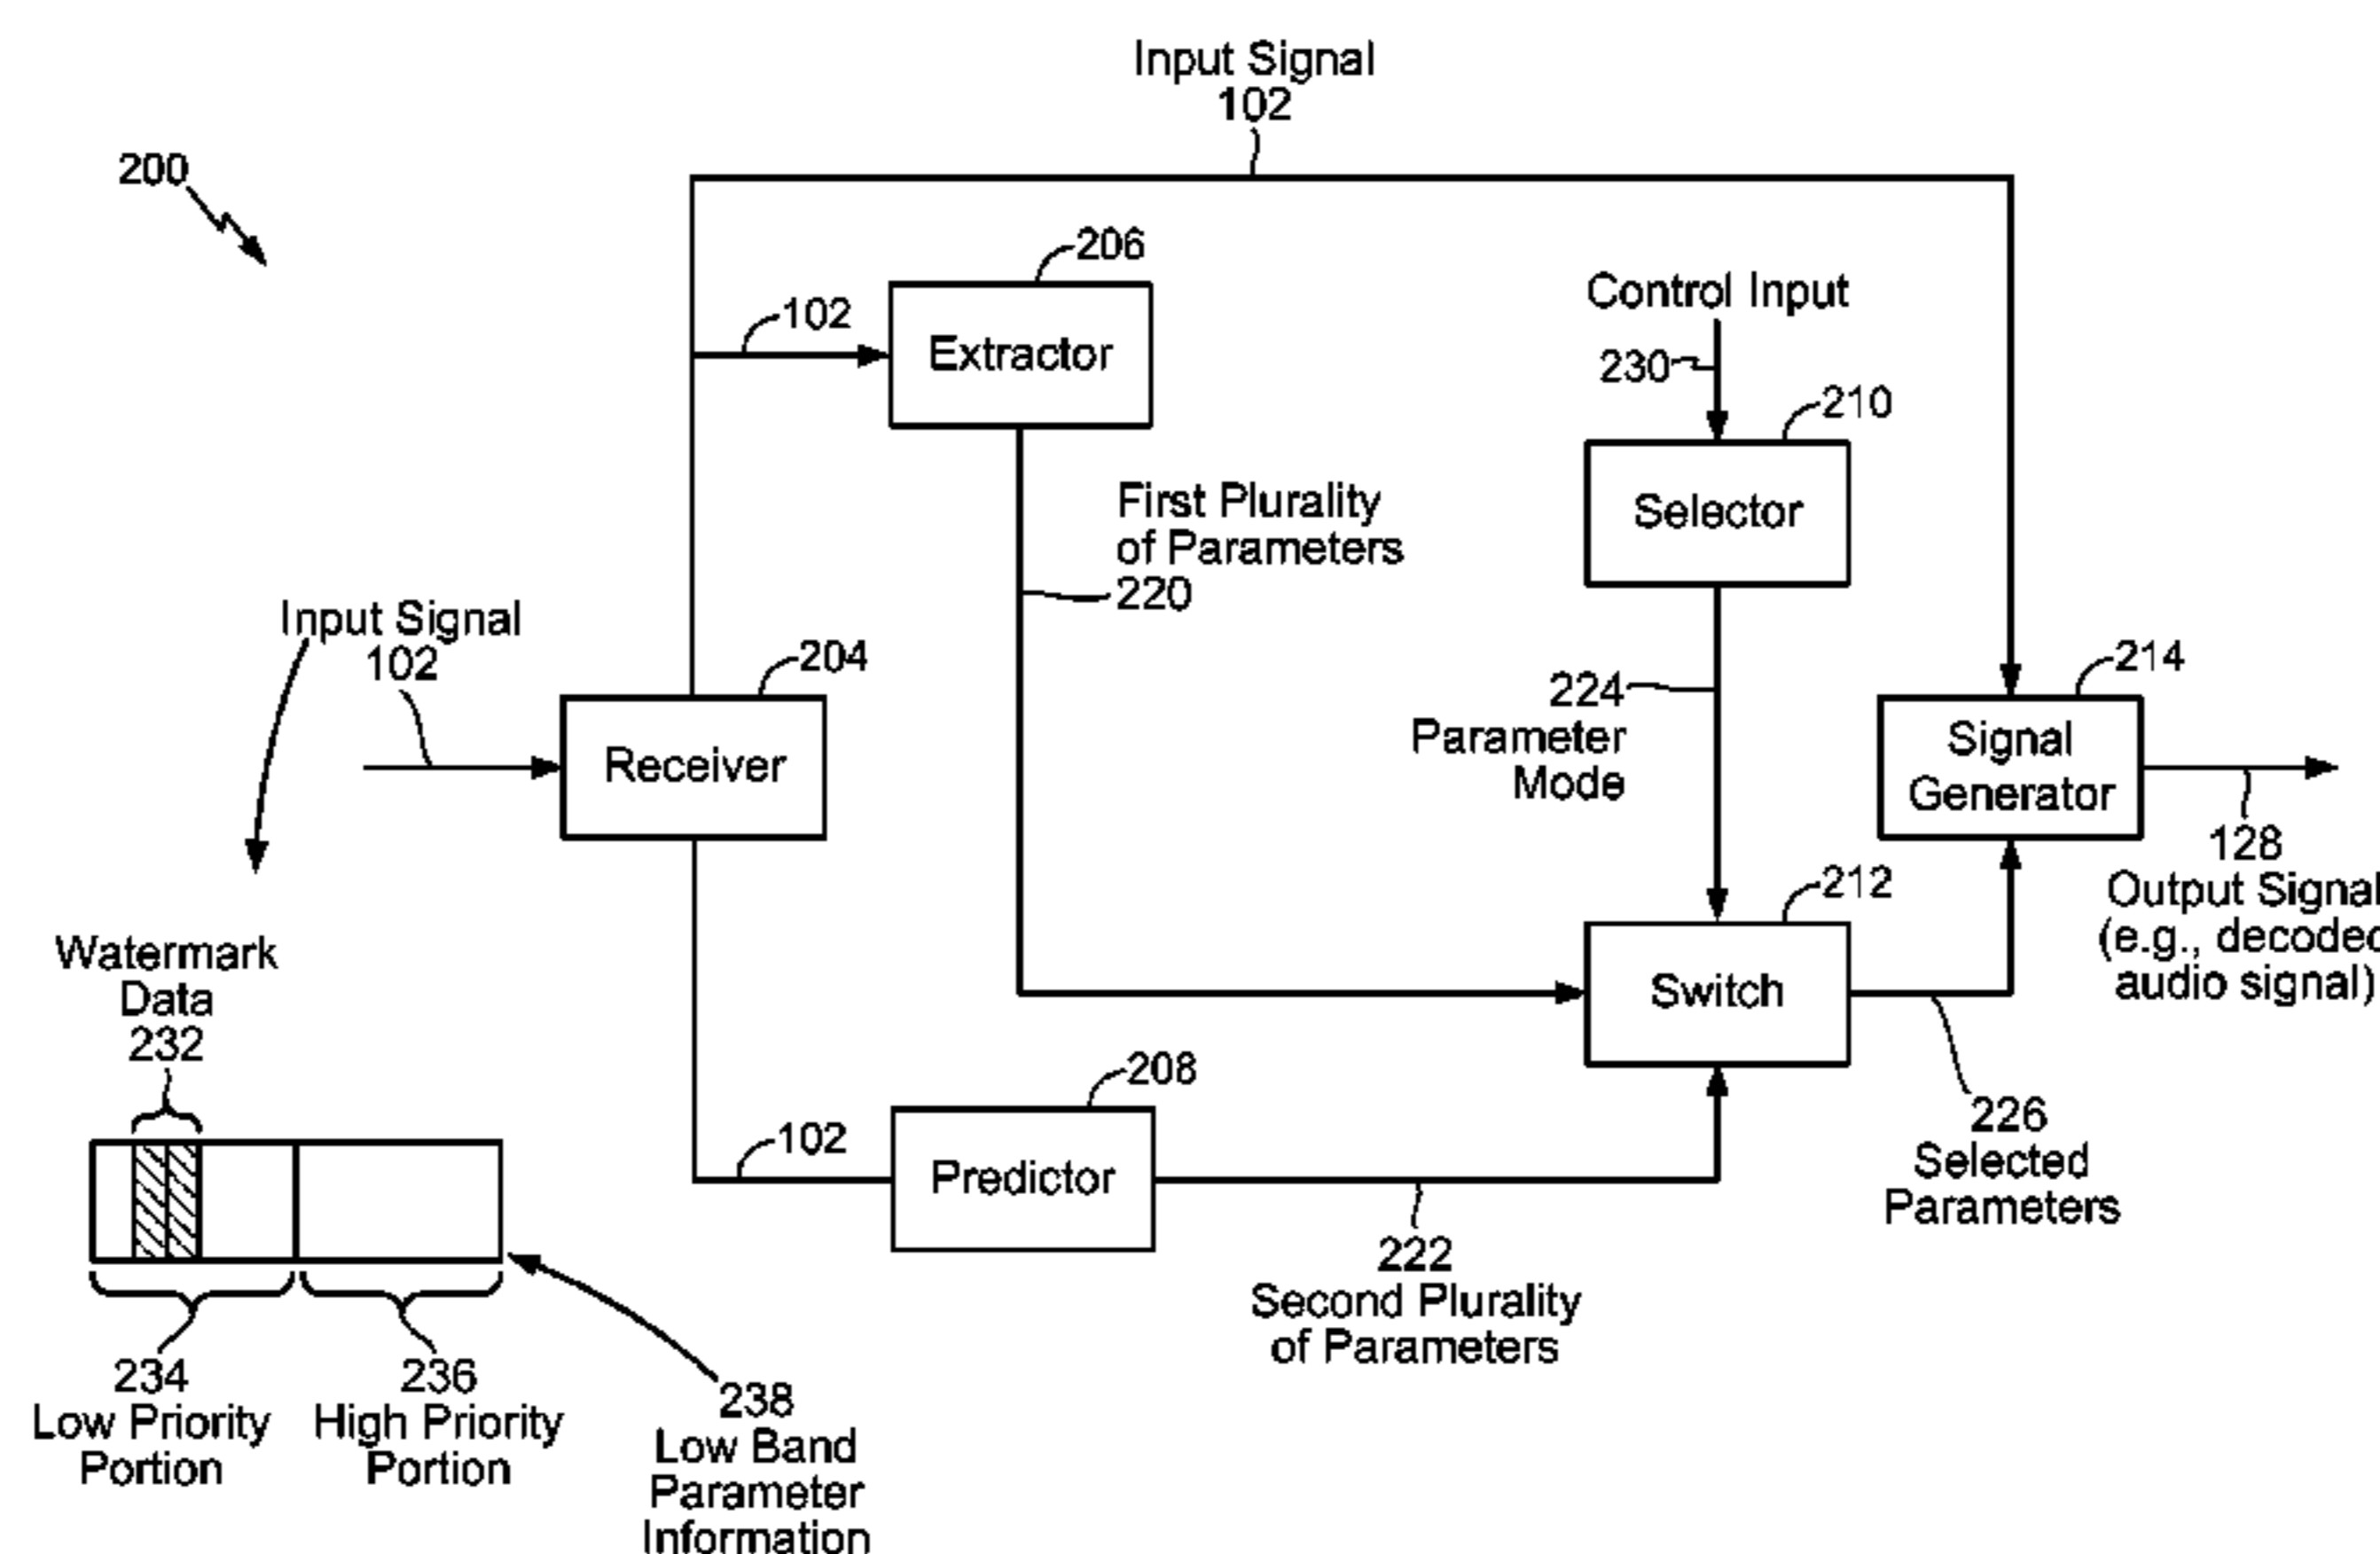 Input Signal
102
200
206
102
Extractor
Control Input
230
210
Selector
First Plurality
of Parameters
220
Input Signal
102
204
Receiver
224
Parameter
Mode
214
Signal
Generator
128
Output Signal
(e.g., decoded
audio signal)
212
Switch
Watermark
Data
232
208
102
Predictor
226
Selected
Parameters
222
Second Plurality
of Parameters
234
Low Priority
Portion
236
High Priority
Portion
238
Low Band
Parameter
Information